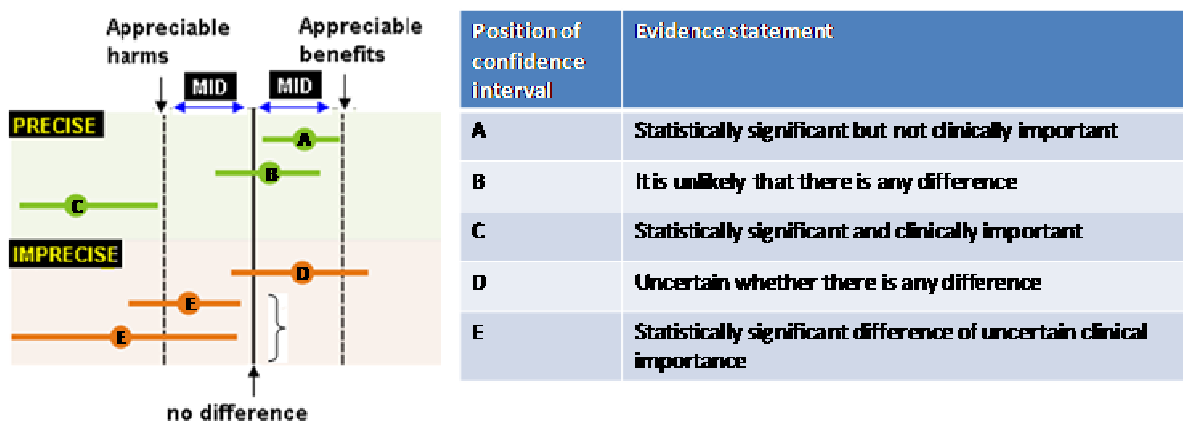 Appreciable
harms
Appreciable
benefits
MID
MID
PRECISE
A
B
C
IMPRECISE
D
E
E
no difference
Position of
confidence
interval
Evidence statement
A
Statistically significant but not clinically important
B
It is unlikely that there is any difference
C
Statistically significant and clinically important
D
Uncertain whether there is any difference
E
Statistically significant difference of uncertain clinical
importance